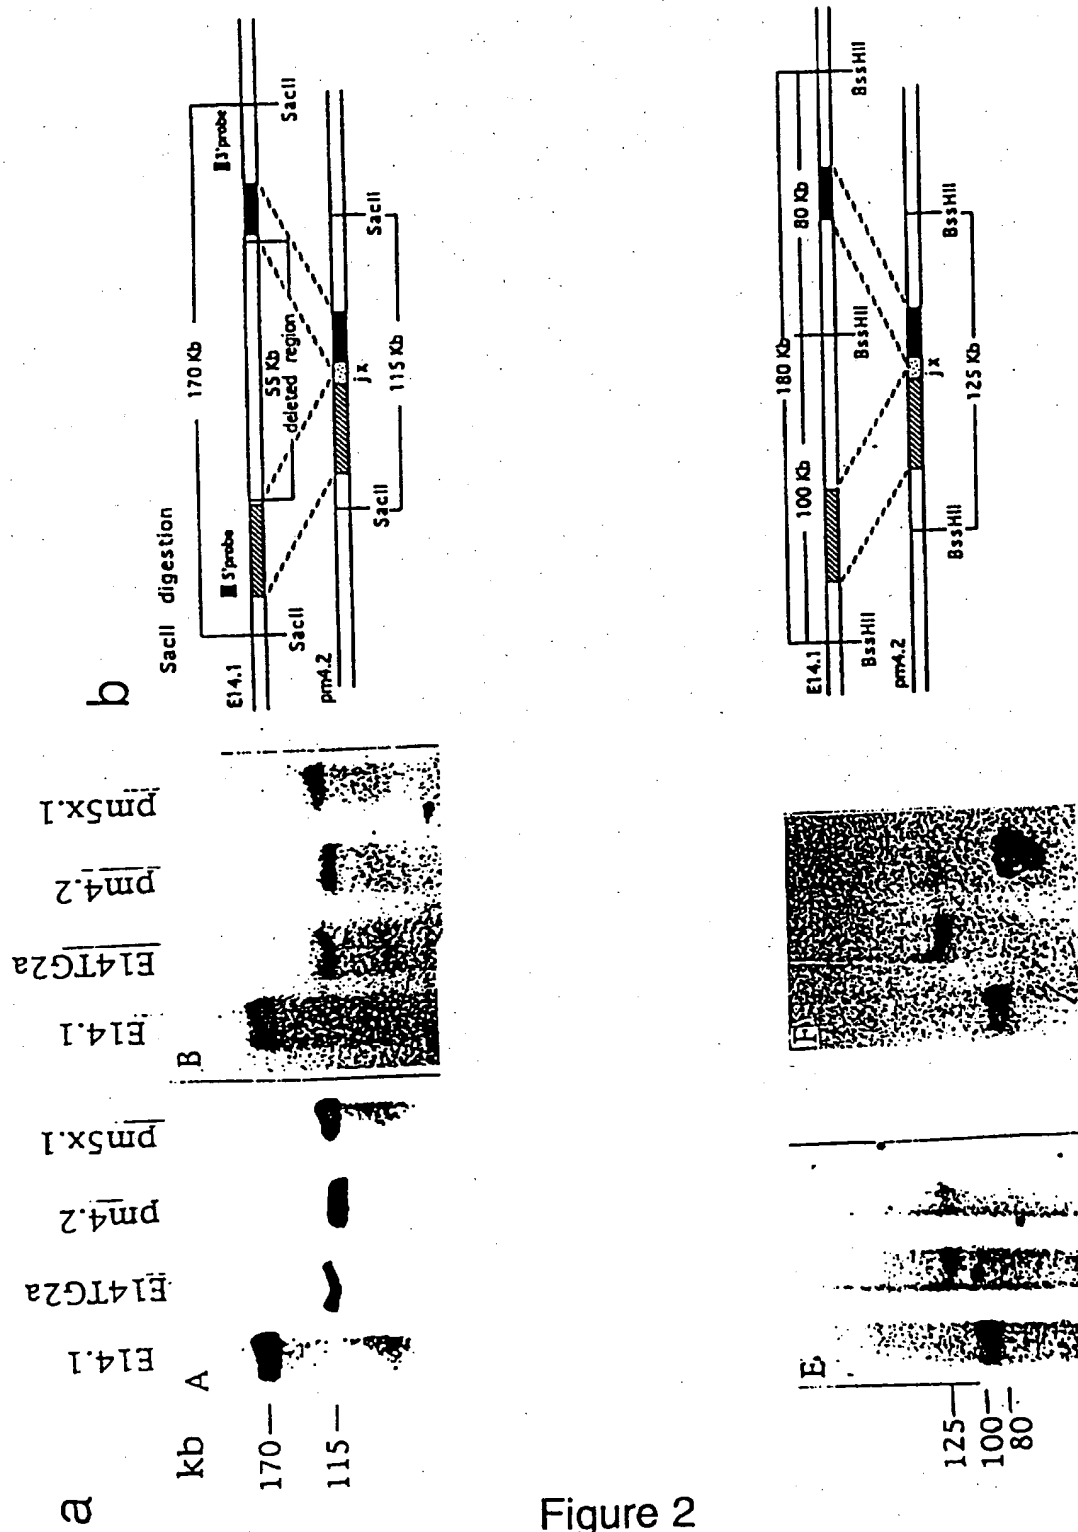 a
kb
170
115
A
E14.1
E14TG2a
pm4.2
pm5x.1
B
E14.1
E14TG2a
pm4.2
pm5x.1
125
100
80
E
F
b
SacII digestion
170 Kb
5'probe
3'probe
E14.1
SacII
SacII
55 Kb
deleted region
pm4.2
SacII
SacII
jx
115 Kb
180 Kb
100 Kb
80 Kb
E14.1
BssHII
BssHII
BssHII
pm4.2
BssHII
BssHII
jx
125 Kb
Figure 2